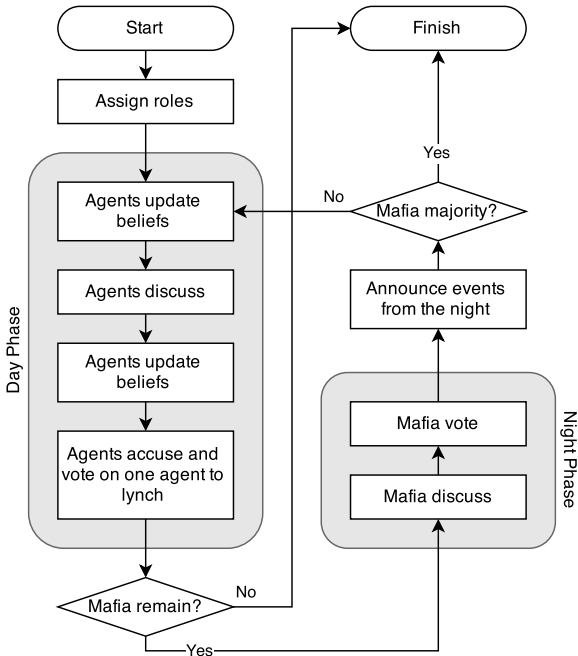 Start
Assign roles
Day Phase
Agents update
beliefs
Agents discuss
Agents update
beliefs
Agents accuse and
vote on one agent to
lynch
Mafia remain?
No
Yes
Finish
Yes
Mafia majority?
No
Announce events
from the night
Mafia vote
Mafia discuss
Night Phase